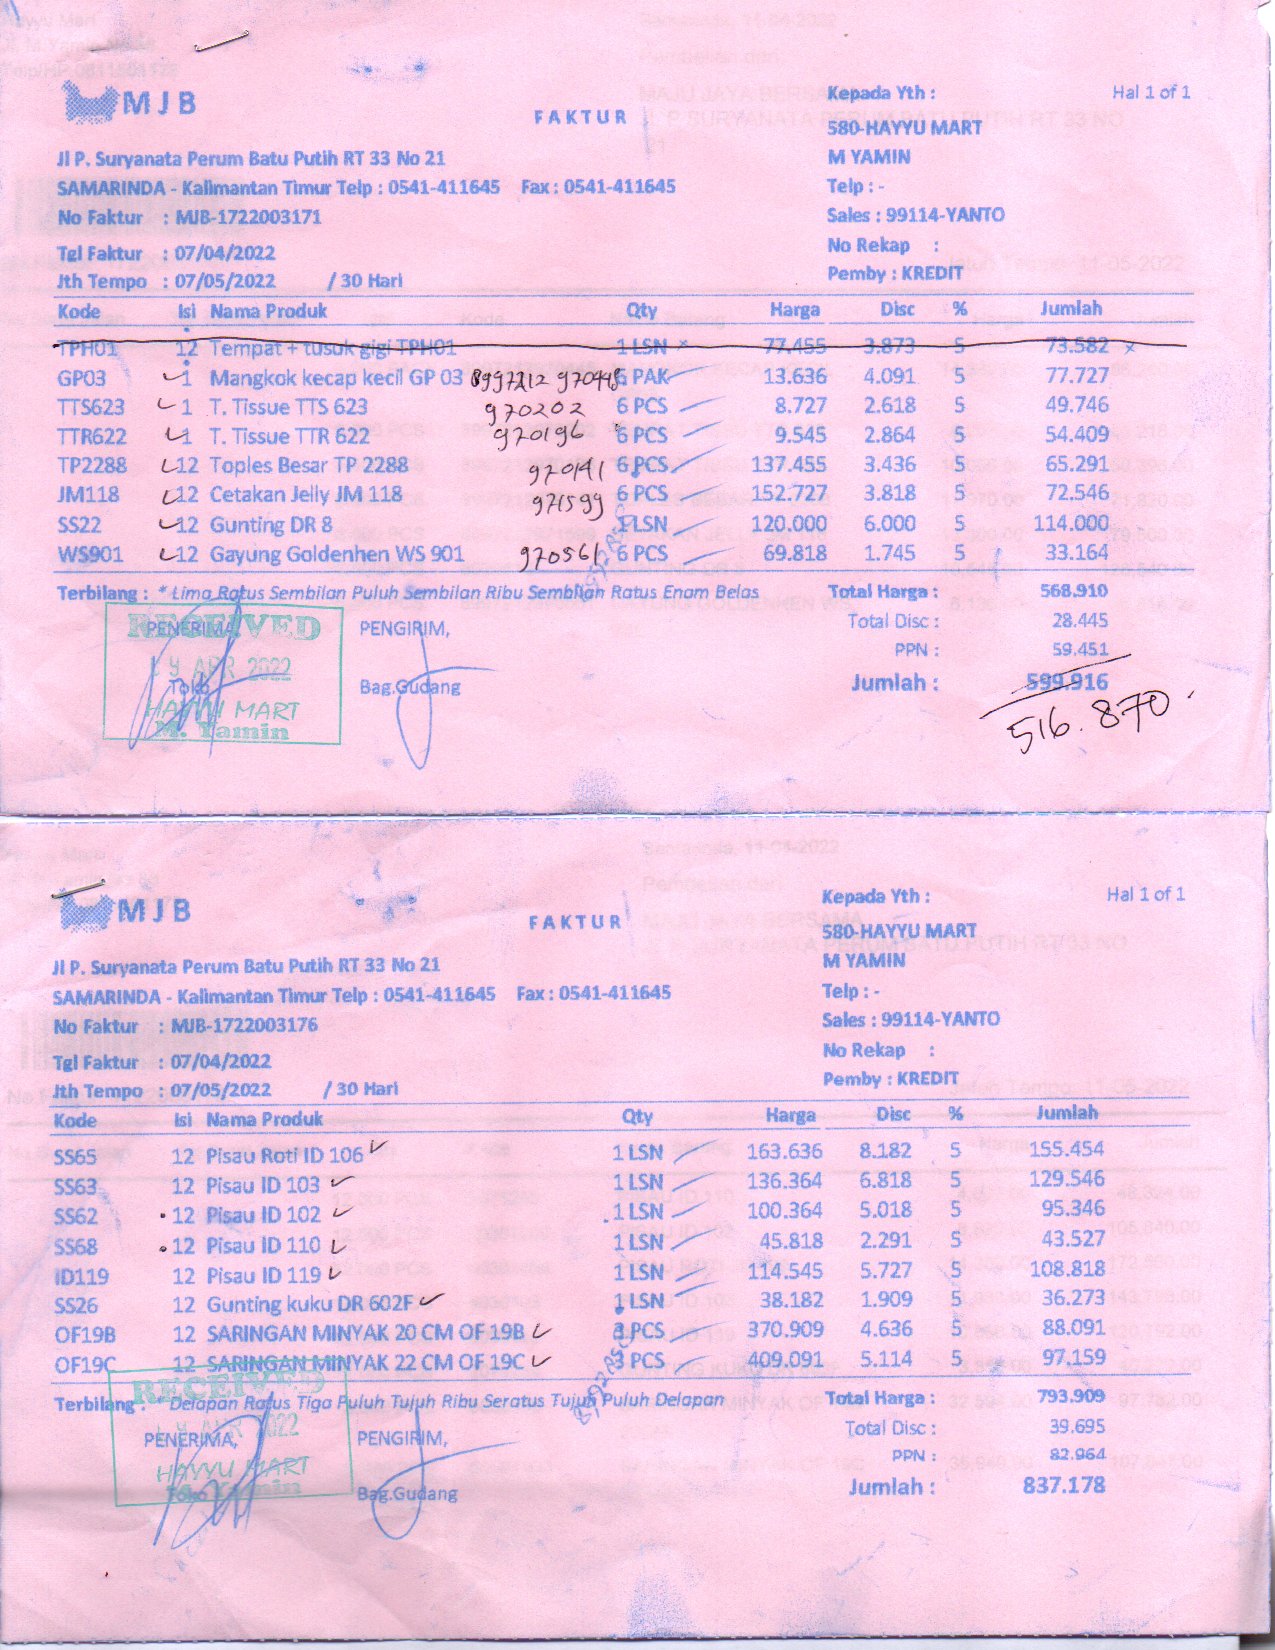 MJB
FAKTUR
Kepada Yth :
Hal 1 of 1
580-HAYYU MART
M YAMIN
Jl P. Suryanata Perum Batu Putih RT 33 No 21
SAMARINDA - Kalimantan Timur Telp : 0541-411645 Fax : 0541-411645
Telp : -
No Faktur : MJB-1722003171
Sales : 99114-YANTO
Tgl Faktur : 07/04/2022
No Rekap :
Jth Tempo : 07/05/2022 / 30 Hari
Pemby : KREDIT
Kode Isi Nama Produk Qty Harga Disc % Jumlah
TPH01 12 Tempat + tusuk gigi TPH01 1 LSN x 77.455 3.873 5 73.582 x
GP03 1 Mangkok kecap kecil GP 03 8997212 970448 6 PAK 13.636 4.091 5 77.727
TTS623 1 T. Tissue TTS 623 970202 6 PCS 8.727 2.618 5 49.746
TTR622 1 T. Tissue TTR 622 970196 6 PCS 9.545 2.864 5 54.409
TP2288 12 Toples Besar TP 2288 970141 6 PCS 137.455 3.436 5 65.291
JM118 12 Cetakan Jelly JM 118 971599 6 PCS 152.727 3.818 5 72.546
SS22 12 Gunting DR 8 1 LSN 120.000 6.000 5 114.000
WS901 12 Gayung Goldenhen WS 901 970561 6 PCS 69.818 1.745 5 33.164
Terbilang : * Lima Ratus Sembilan Puluh Sembilan Ribu Sembilan Ratus Enam Belas
Total Harga : 568.910
Total Disc : 28.445
PPN : 59.451
Jumlah : 599.916
516.870
PENERIMA, PENGIRIM,
RECEIVED
APR 2022
Toko Bag.Gudang
HAYYU MART
M. Yamin
MJB
FAKTUR
Kepada Yth :
Hal 1 of 1
580-HAYYU MART
M YAMIN
Jl P. Suryanata Perum Batu Putih RT 33 No 21
SAMARINDA - Kalimantan Timur Telp : 0541-411645 Fax : 0541-411645
Telp : -
No Faktur : MJB-1722003176
Sales : 99114-YANTO
Tgl Faktur : 07/04/2022
No Rekap :
Jth Tempo : 07/05/2022 / 30 Hari
Pemby : KREDIT
Kode Isi Nama Produk Qty Harga Disc % Jumlah
SS65 12 Pisau Roti ID 106 1 LSN 163.636 8.182 5 155.454
SS63 12 Pisau ID 103 1 LSN 136.364 6.818 5 129.546
SS62 12 Pisau ID 102 1 LSN 100.364 5.018 5 95.346
SS68 12 Pisau ID 110 1 LSN 45.818 2.291 5 43.527
ID119 12 Pisau ID 119 1 LSN 114.545 5.727 5 108.818
SS26 12 Gunting kuku DR 602F 1 LSN 38.182 1.909 5 36.273
OF19B 12 SARINGAN MINYAK 20 CM OF 19B 3 PCS 370.909 4.636 5 88.091
OF19C 12 SARINGAN MINYAK 22 CM OF 19C 3 PCS 409.091 5.114 5 97.159
Terbilang : * Delapan Ratus Tiga Puluh Tujuh Ribu Seratus Tujuh Puluh Delapan
Total Harga : 793.909
Total Disc : 39.695
PPN : 82.964
Jumlah : 837.178
PENERIMA, PENGIRIM,
RECEIVED
APR 2022
HAYYU MART
Toko Bag.Gudang
Yamin